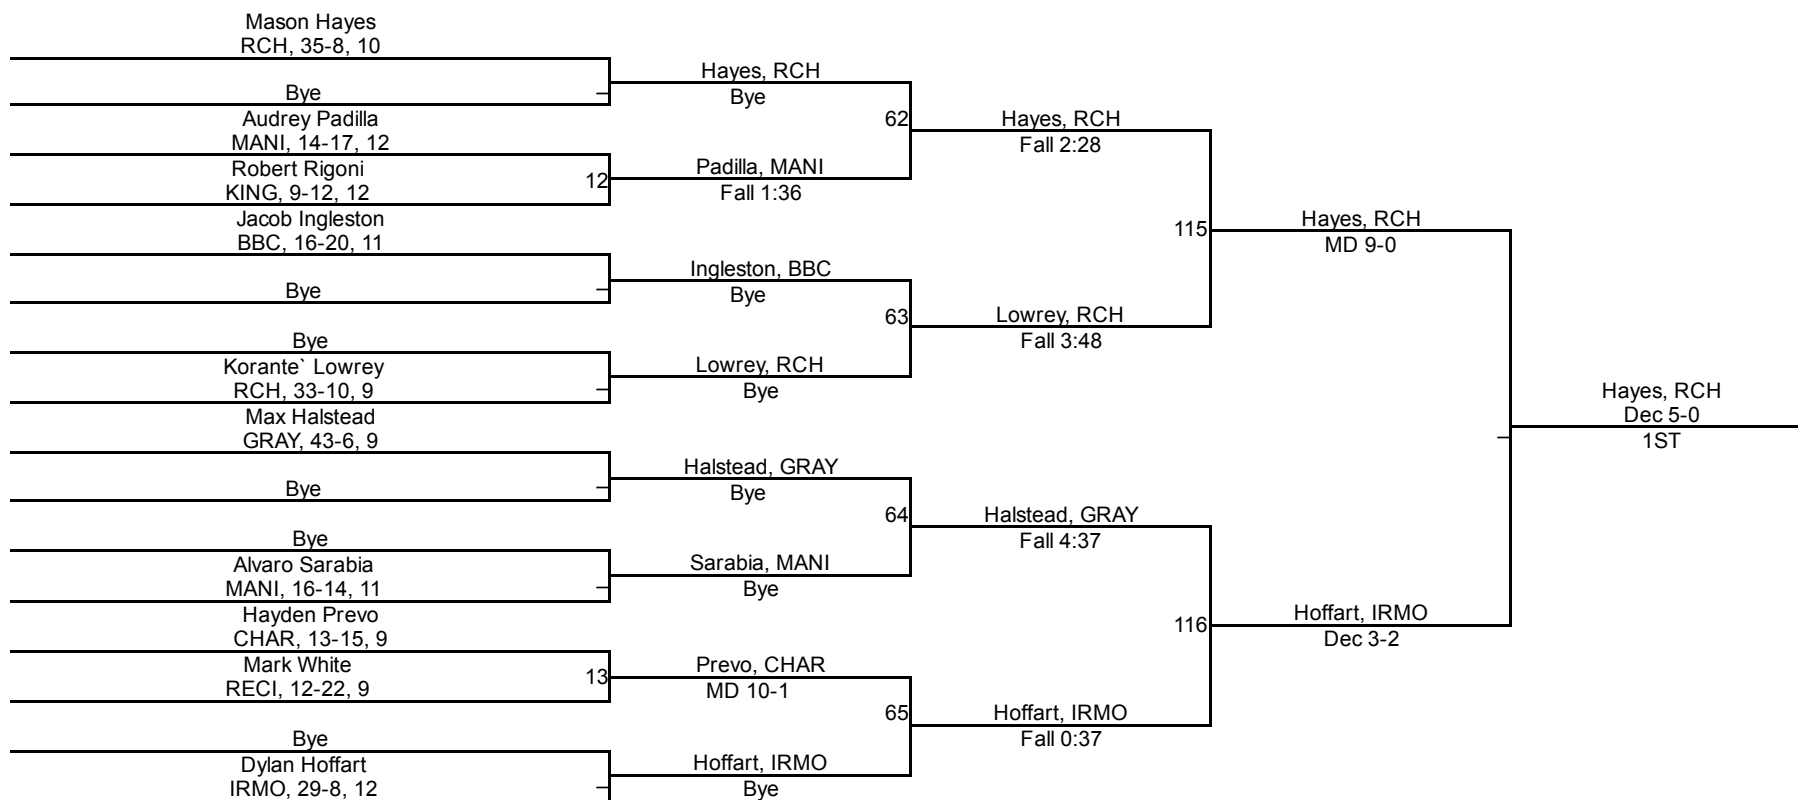 Mason Hayes
RCH, 35-8, 10
Bye
Audrey Padilla
MANI, 14-17, 12
Robert Rigoni
KING, 9-12, 12
12
Jacob Ingleston
BBC, 16-20, 11
Bye
Bye
Korante` Lowrey
RCH, 33-10, 9
Max Halstead
GRAY, 43-6, 9
Bye
Bye
Alvaro Sarabia
MANI, 16-14, 11
Hayden Prevo
CHAR, 13-15, 9
Mark White
RECI, 12-22, 9
13
Bye
Dylan Hoffart
IRMO, 29-8, 12
Hayes, RCH
Bye
62
Padilla, MANI
Fall 1:36
Ingleston, BBC
Bye
63
Lowrey, RCH
Bye
Halstead, GRAY
Bye
64
Sarabia, MANI
Bye
Prevo, CHAR
MD 10-1
65
Hoffart, IRMO
Bye
Hayes, RCH
Fall 2:28
115
Lowrey, RCH
Fall 3:48
Halstead, GRAY
Fall 4:37
116
Hoffart, IRMO
Fall 0:37
Hayes, RCH
MD 9-0
Hoffart, IRMO
Dec 3-2
Hayes, RCH
Dec 5-0
1ST